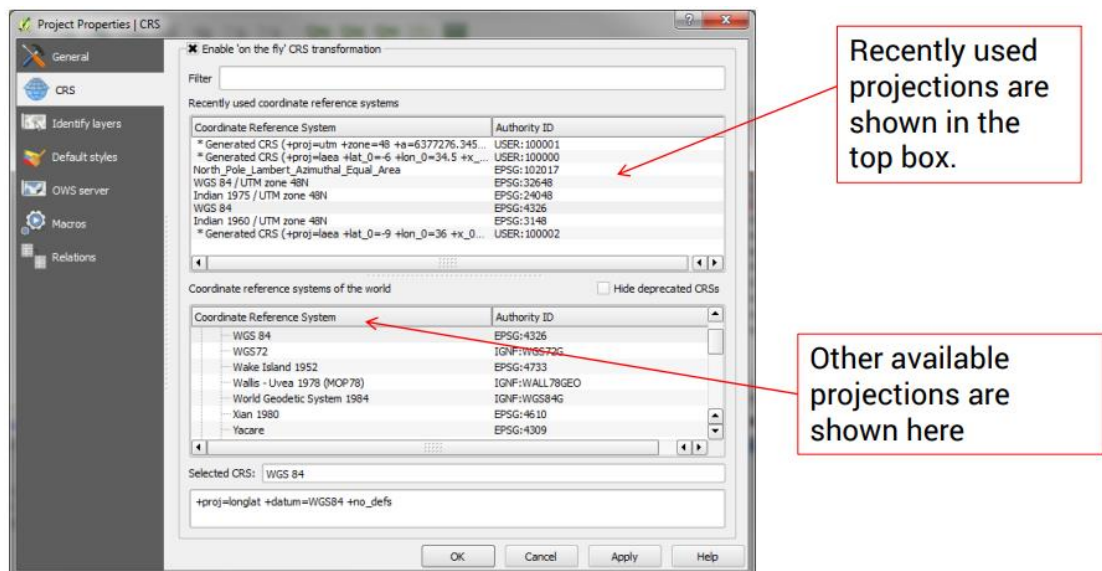 Project Properties | CRS
General
CRS
Identify layers
Default styles
OWS server
Macros
Relations
Enable 'on the fly' CRS transformation
Filter
Recently used coordinate reference systems
Coordinate Reference System Authority ID
* Generated CRS (+proj=utm +zone=48 +a=6377276.345... USER:100001
* Generated CRS (+proj=laea +lat_0=-6 +lon_0=34.5 +x_... USER:100000
North_Pole_Lambert_Azimuthal_Equal_Area EPSG:102017
WGS 84 / UTM zone 48N EPSG:32648
Indian 1975 / UTM zone 48N EPSG:24048
WGS 84 EPSG:4326
Indian 1960 / UTM zone 48N EPSG:3148
* Generated CRS (+proj=laea +lat_0=-9 +lon_0=36 +x_0... USER:100002
Coordinate reference systems of the world Hide deprecated CRSs
Coordinate Reference System Authority ID
WGS 84 EPSG:4326
WGS72 IGNF:WGS72G
Wake Island 1952 EPSG:4733
Wallis - Uvea 1978 (MOP78) IGNF:WALL78GEO
World Geodetic System 1984 IGNF:WGS84G
Xian 1980 EPSG:4610
Yacare EPSG:4309
Selected CRS: WGS 84
+proj=longlat +datum=WGS84 +no_defs
OK Cancel Apply Help
Recently used
projections are
shown in the
top box.
Other available
projections are
shown here